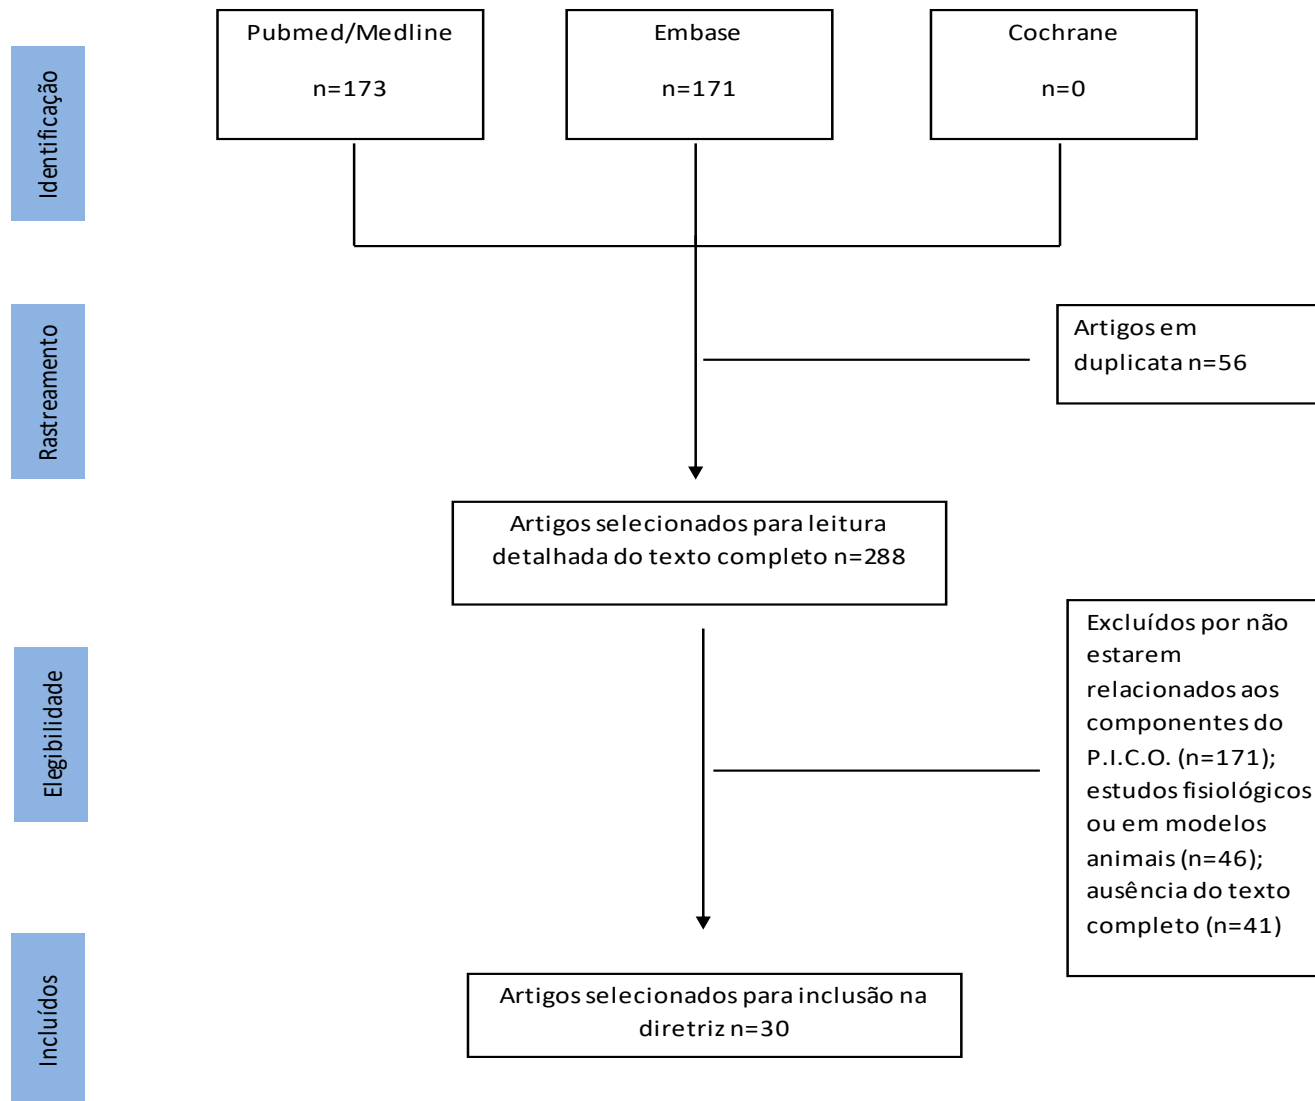 Identificação
Pubmed/Medline
n=173
Embase
n=171
Cochrane
n=0
Rastreamento
Artigos em
duplicata n=56
Artigos selecionados para leitura
detalhada do texto completo n=288
Elegibilidade
Excluídos por não
estarem
relacionados aos
componentes do
P.I.C.O. (n=171);
estudos fisiológicos
ou em modelos
animais (n=46);
ausência do texto
completo (n=41)
Incluídos
Artigos selecionados para inclusão na
diretriz n=30